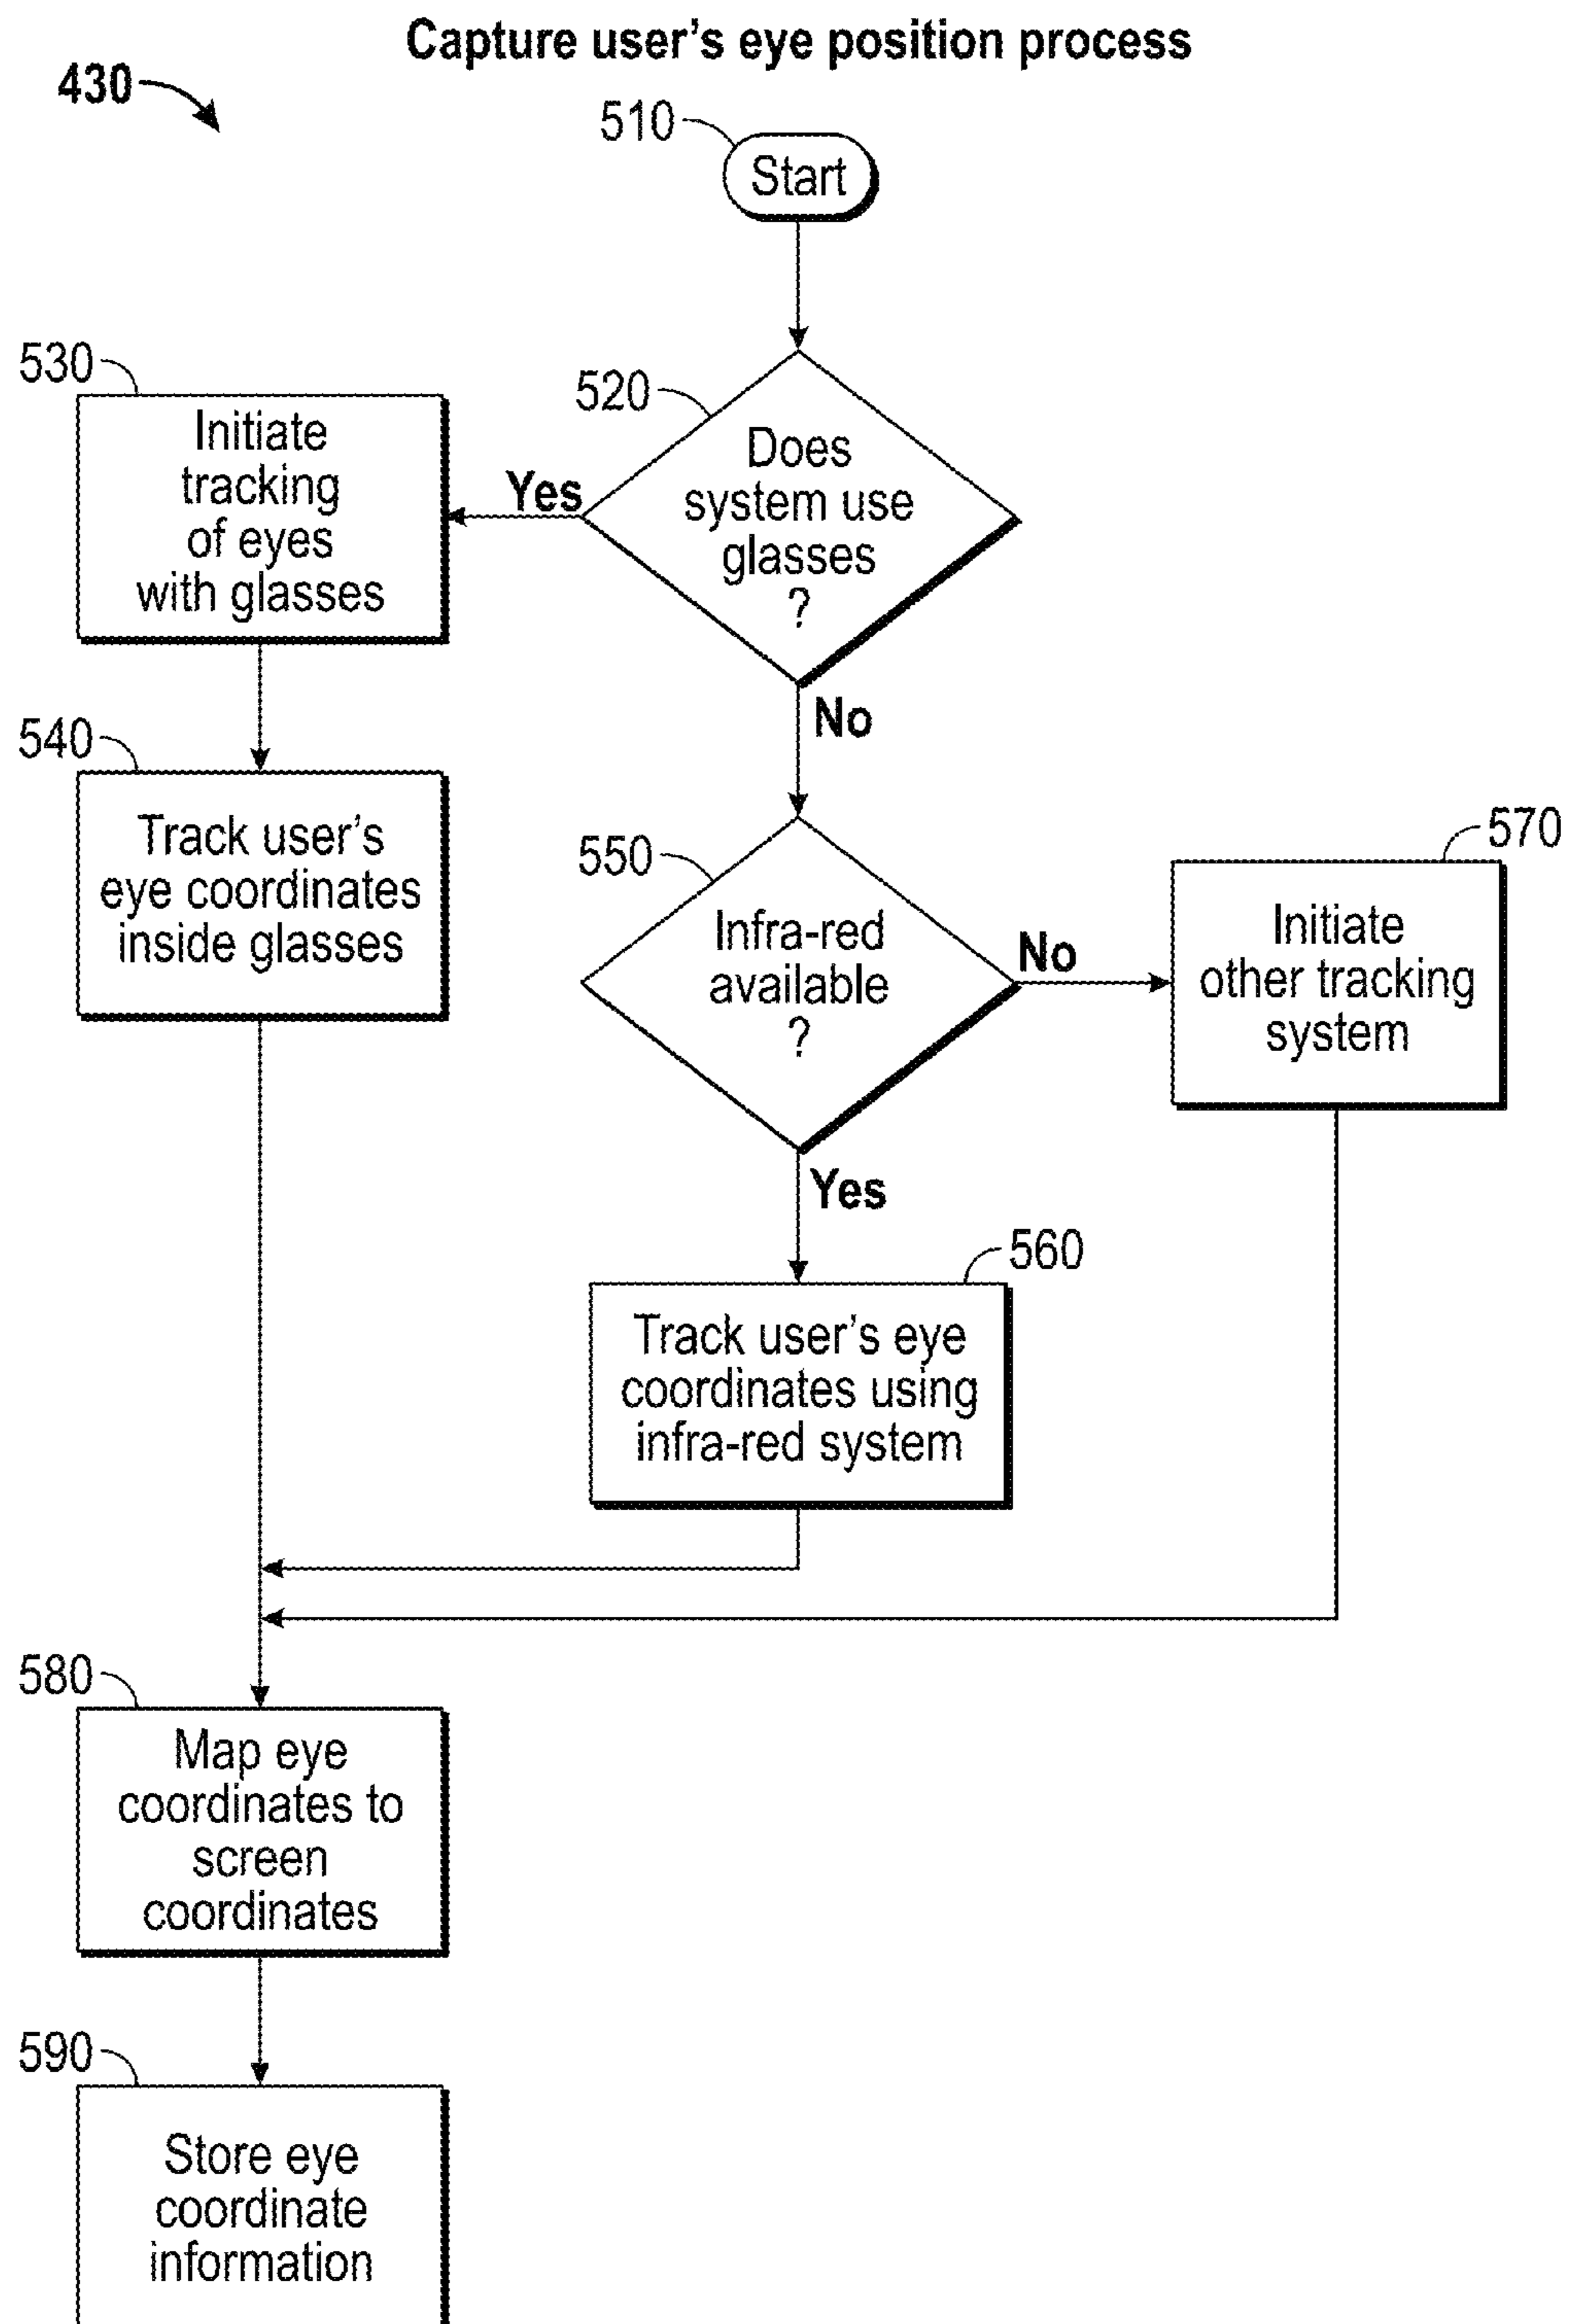 Capture user's eye position process
430
510
Start
520
Does
system use
glasses
?
Yes
530
Initiate
tracking
of eyes
with glasses
No
540
Track user's
eye coordinates
inside glasses
550
Infra-red
available
?
No
570
Initiate
other tracking
system
Yes
560
Track user's eye
coordinates using
infra-red system
580
Map eye
coordinates to
screen
coordinates
590
Store eye
coordinate
information